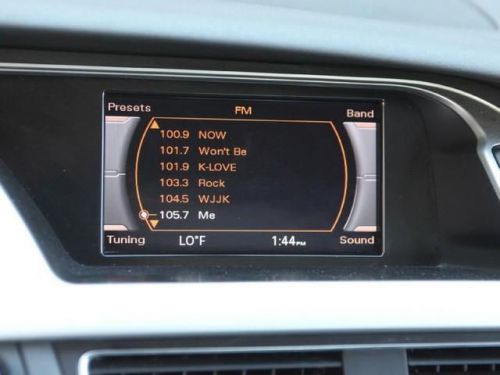 Presets FM Band
100.9 NOW
101.7 Won't Be
101.9 K-LOVE
103.3 Rock
104.5 WJJK
105.7 Me
Tuning LO°F 1:44PM Sound